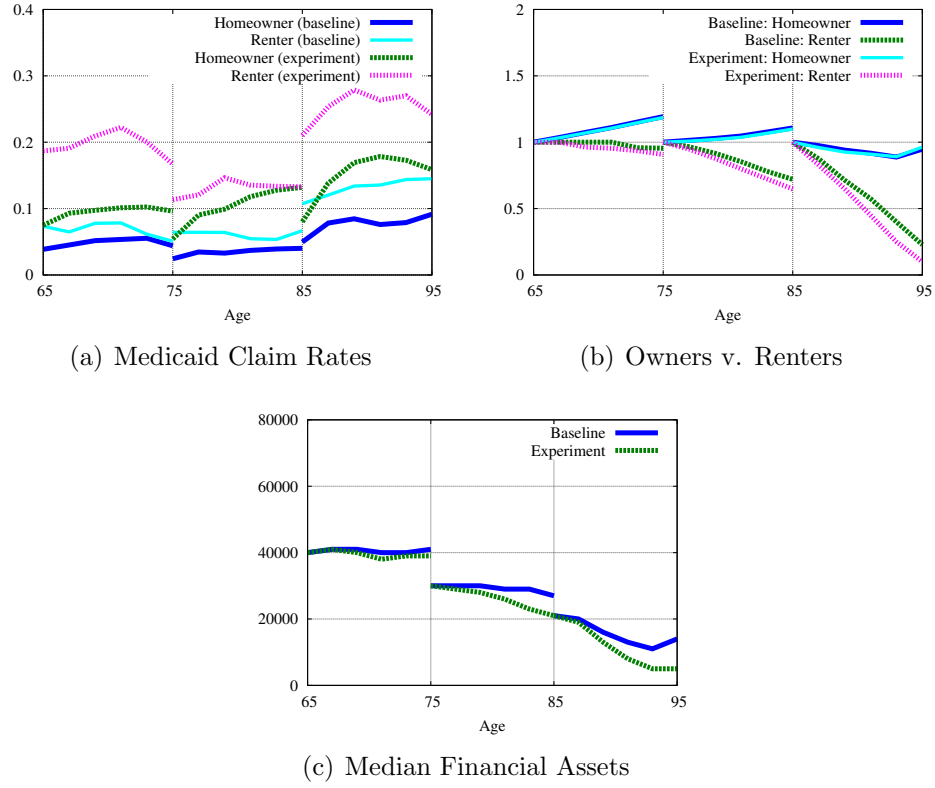 0.4
0.3
0.2
0.1
0
65
75
85
95
Age
Homeowner (baseline)
Renter (baseline)
Homeowner (experiment)
Renter (experiment)
(a) Medicaid Claim Rates
2
1.5
1
0.5
0
65
75
85
95
Age
Baseline: Homeowner
Baseline: Renter
Experiment: Homeowner
Experiment: Renter
(b) Owners v. Renters
80000
60000
40000
20000
0
65
75
85
95
Age
Baseline
Experiment
(c) Median Financial Assets